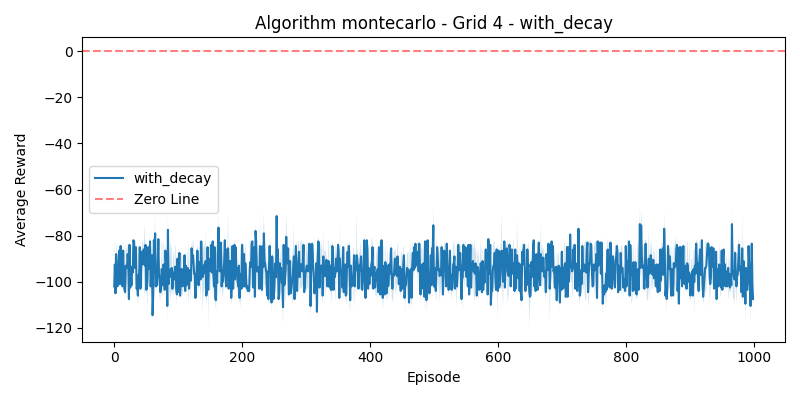 Algorithm montecarlo - Grid 4 - with_decay
Average Reward
0
−20
−40
−60
−80
−100
−120
with_decay
Zero Line
0
200
400
600
800
1000
Episode